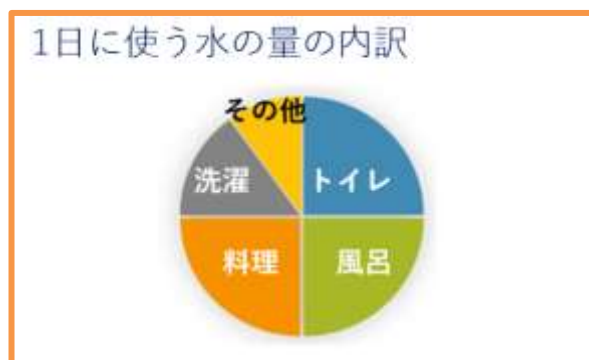 1日に使う水の量の内訳
その他
洗濯
トイレ
料理
風呂